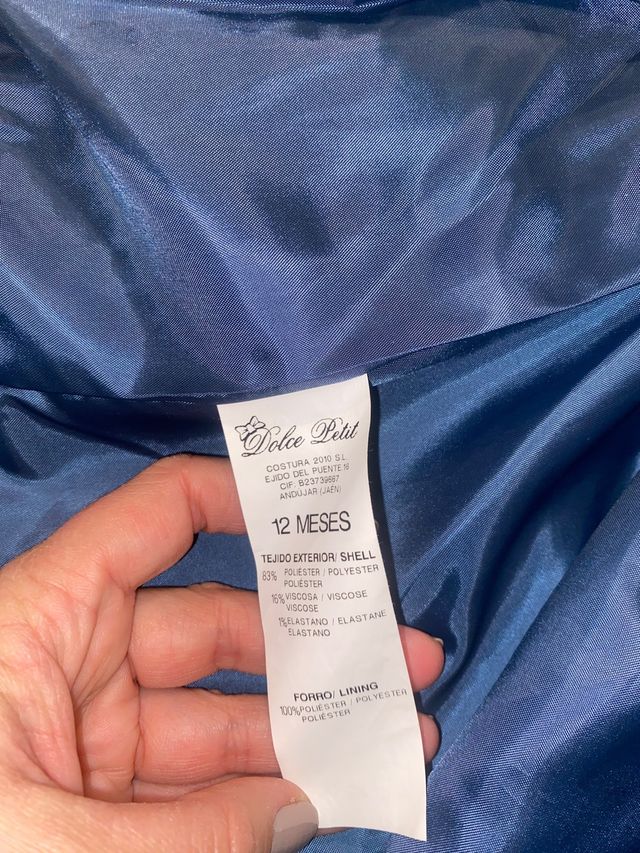 Dolce Petit
COSTURA 2010 S.L.
EJIDO DEL PUENTE 16
CIF: B23739667
ANDUJAR (JAÉN)
12 MESES
TEJIDO EXTERIOR/ SHELL
83% POLIÉSTER / POLYESTER
POLIÉSTER
16% VISCOSA / VISCOSE
VISCOSE
1% ELASTANO / ELASTANE
ELASTANO
FORRO/ LINING
100% POLIÉSTER / POLYESTER
POLIÉSTER